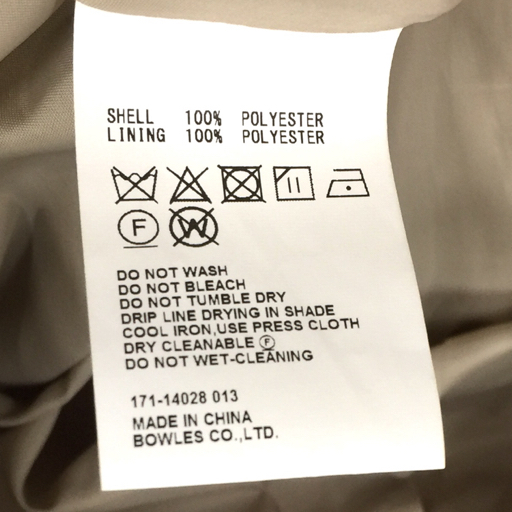 SHELL 100% POLYESTER
LINING 100% POLYESTER
F W
DO NOT WASH
DO NOT BLEACH
DO NOT TUMBLE DRY
DRIP LINE DRYING IN SHADE
COOL IRON,USE PRESS CLOTH
DRY CLEANABLE Ⓕ
DO NOT WET-CLEANING
171-14028 013
MADE IN CHINA
BOWLES CO.,LTD.